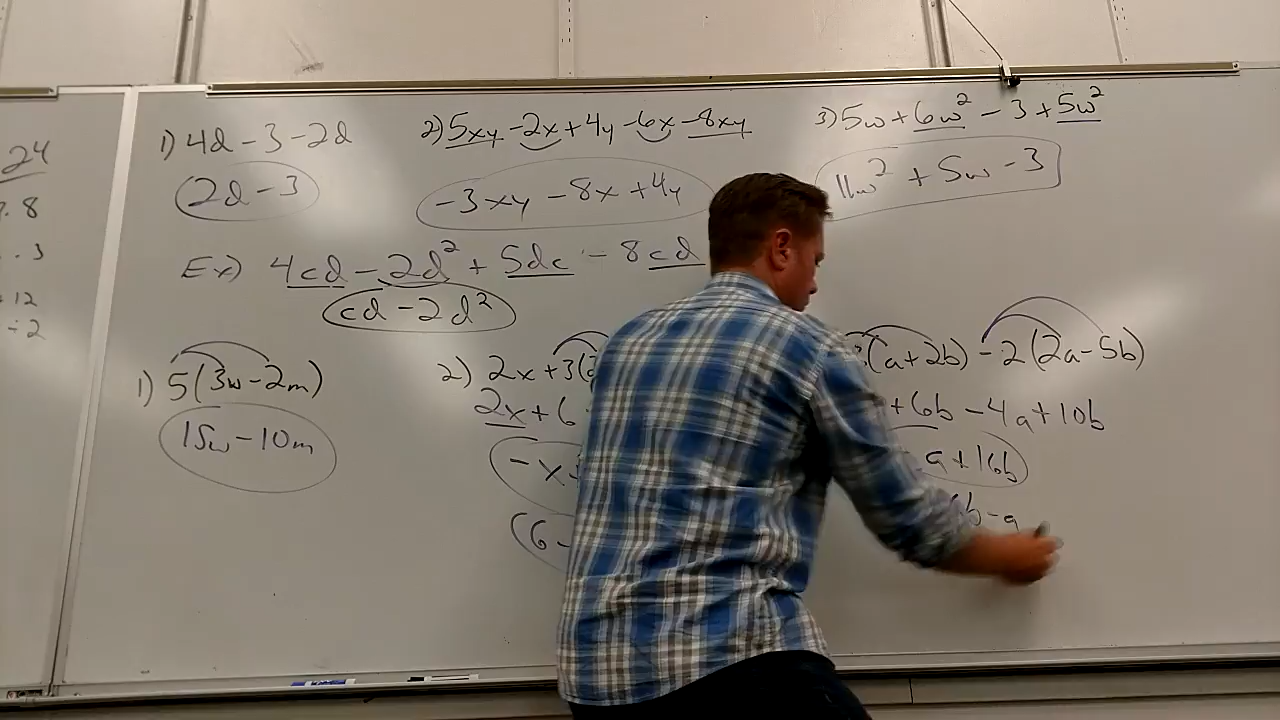 24
. 8
. 3
12
÷2
1) 4d - 3 - 2d
2d - 3
2) 5xy - 2x + 4y - 6x - 8xy
-3xy - 8x + 4y
3) 5w + 6w² - 3 + 5w²
11w² + 5w - 3
Ex) 4cd - 2d² + 5dc - 8cd
cd - 2d²
1) 5(3w - 2m)
15w - 10m
2) 2x + 3(
2x + 6
-x
(6 -
(a + 2b) - 2(2a - 5b)
+ 6b - 4a + 10b
a + 16b
b - a